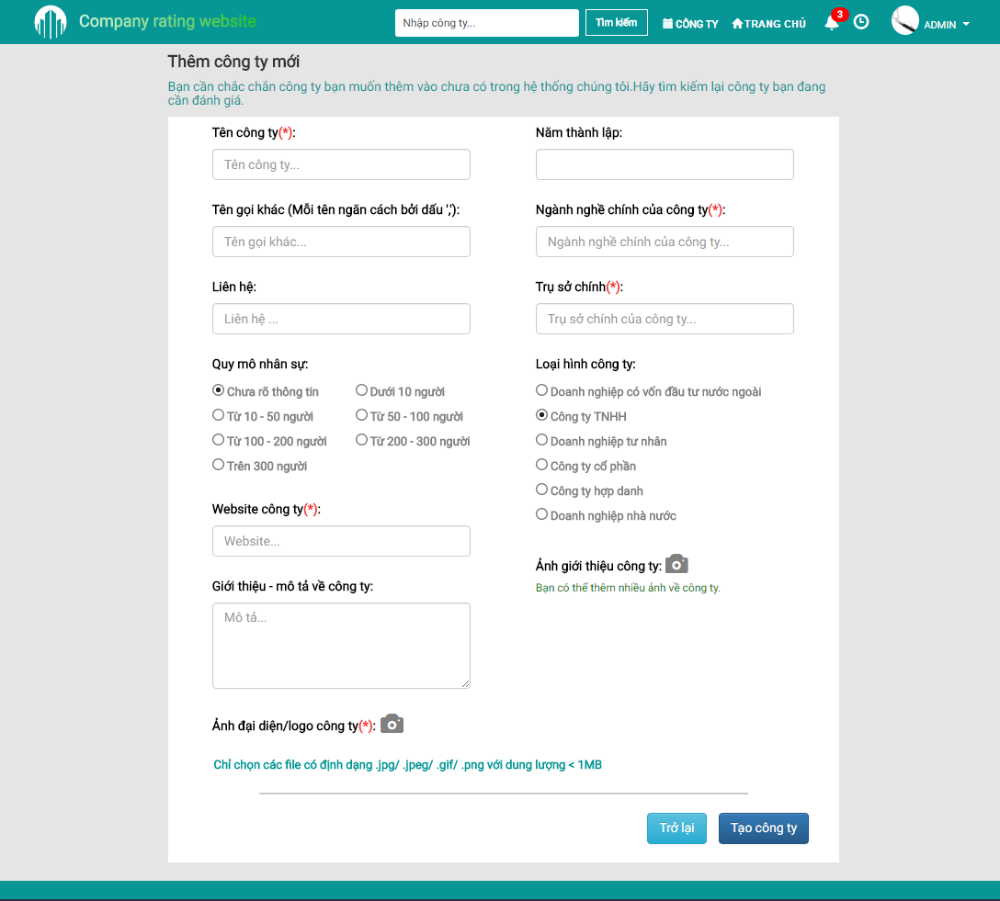 Company rating website
Nhập công ty...
Tìm kiếm
CÔNG TY
TRANG CHỦ
3
ADMIN
Thêm công ty mới
Bạn cần chắc chắn công ty bạn muốn thêm vào chưa có trong hệ thống chúng tôi.Hãy tìm kiếm lại công ty bạn đang
cần đánh giá.
Tên công ty(*):
Tên công ty...
Năm thành lập:
Tên gọi khác (Mỗi tên ngăn cách bởi dấu ','):
Tên gọi khác...
Ngành nghề chính của công ty(*):
Ngành nghề chính của công ty...
Liên hệ:
Liên hệ ...
Trụ sở chính(*):
Trụ sở chính của công ty...
Quy mô nhân sự:
Chưa rõ thông tin
Dưới 10 người
Từ 10 - 50 người
Từ 50 - 100 người
Từ 100 - 200 người
Từ 200 - 300 người
Trên 300 người
Loại hình công ty:
Doanh nghiệp có vốn đầu tư nước ngoài
Công ty TNHH
Doanh nghiệp tư nhân
Công ty cổ phần
Công ty hợp danh
Doanh nghiệp nhà nước
Website công ty(*):
Website...
Ảnh giới thiệu công ty:
Bạn có thể thêm nhiều ảnh về công ty.
Giới thiệu - mô tả về công ty:
Mô tả...
Ảnh đại diện/logo công ty(*):
Chỉ chọn các file có định dạng .jpg/ .jpeg/ .gif/ .png với dung lượng < 1MB
Trở lại
Tạo công ty